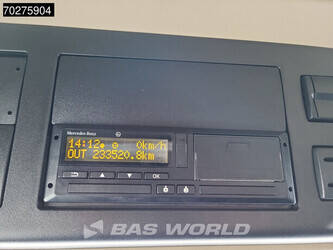 70275904
Mercedes-Benz
14:12 0km/h
OUT 233520.8km
OK
BAS WORLD